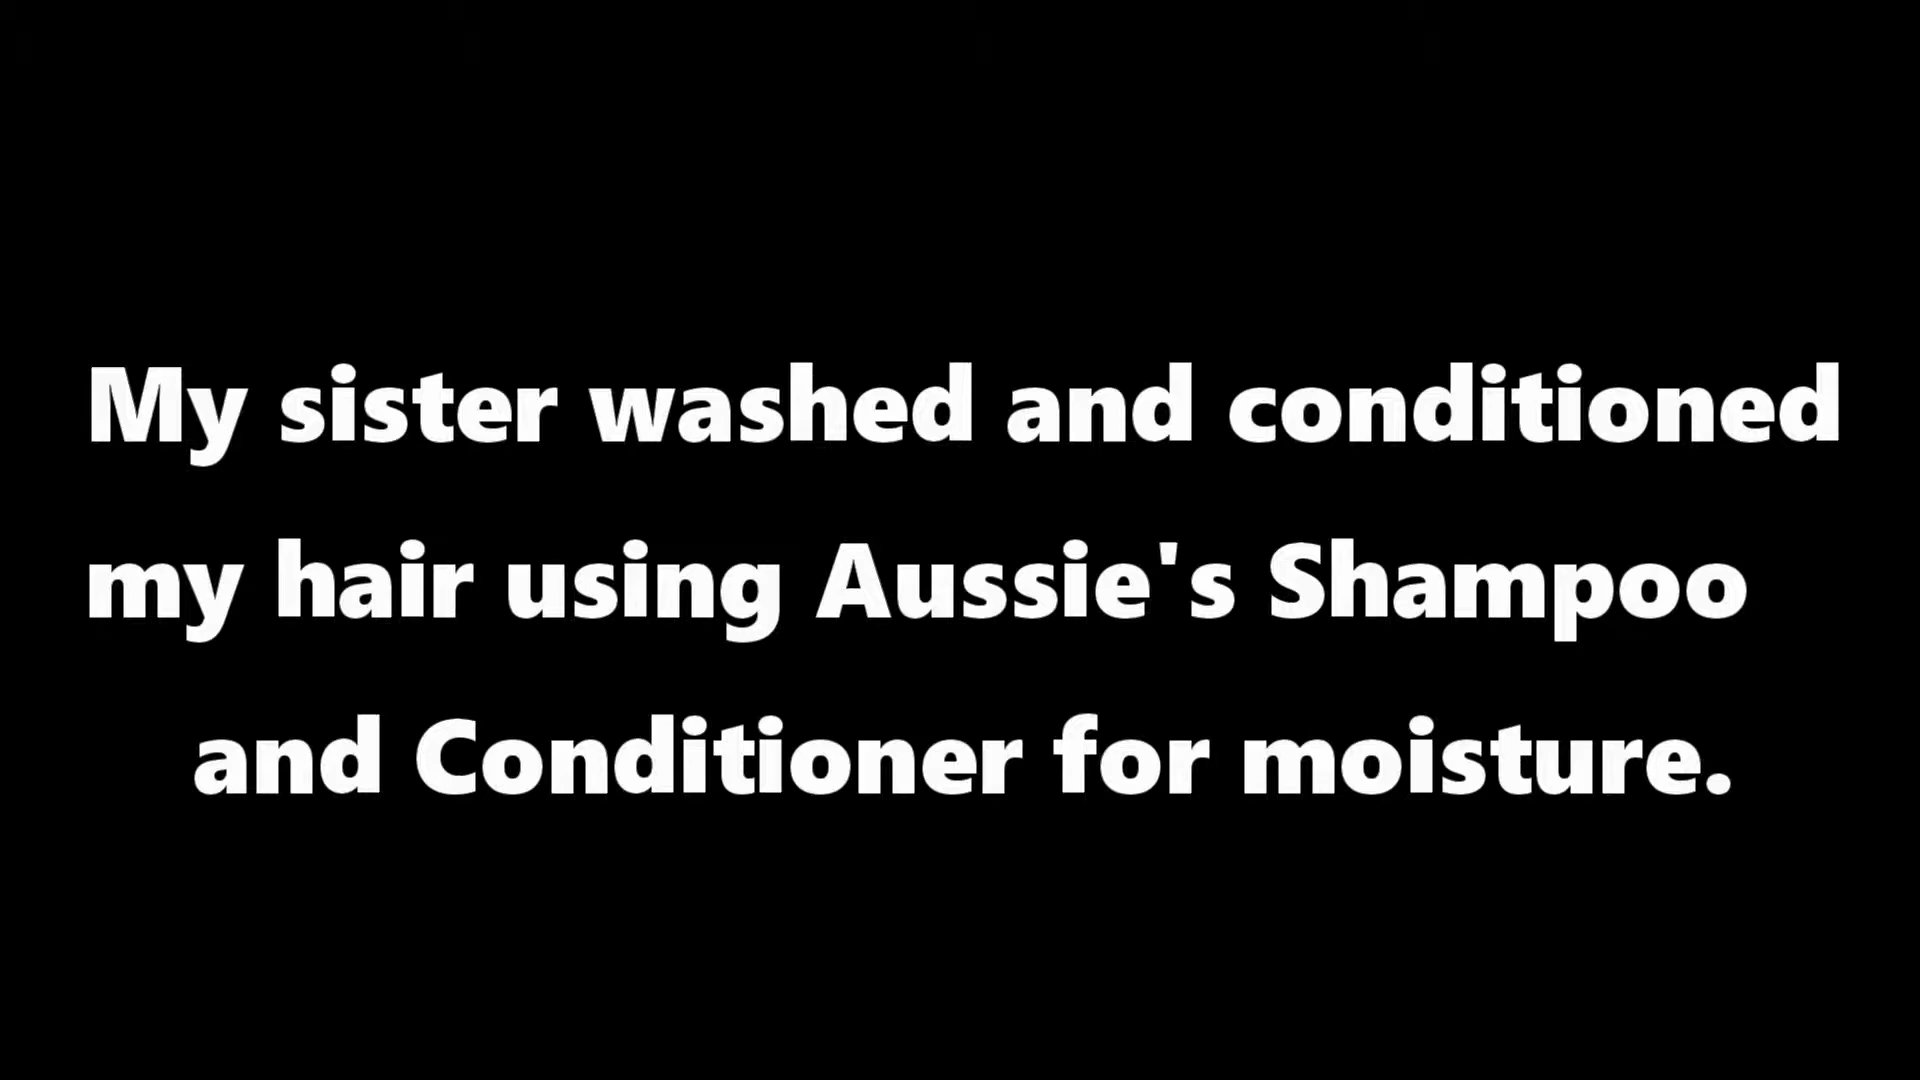 My sister washed and conditioned
my hair using Aussie's Shampoo
and Conditioner for moisture.